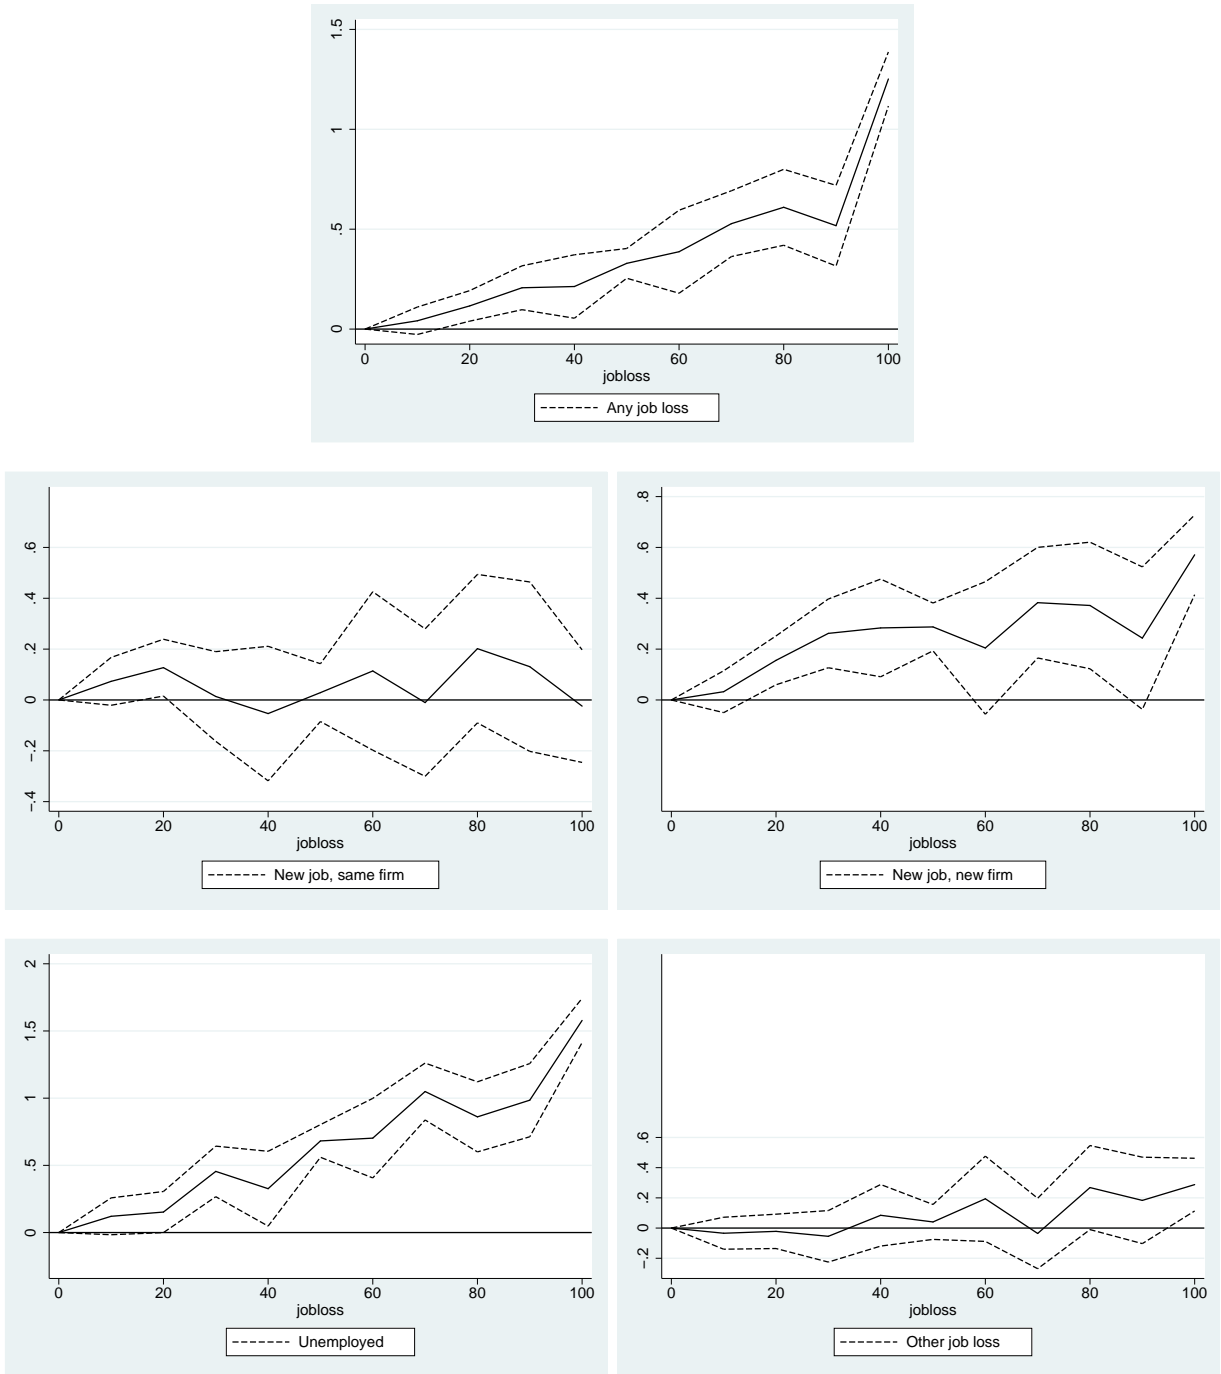 1.5
1
.5
0
0 20 40 60 80 100
jobloss
Any job loss
.6
.4
.2
0
−.2
−.4
0 20 40 60 80 100
jobloss
New job, same firm
.8
.6
.4
.2
0
0 20 40 60 80 100
jobloss
New job, new firm
2
1.5
1
.5
0
0 20 40 60 80 100
jobloss
Unemployed
.6
.4
.2
0
−.2
0 20 40 60 80 100
jobloss
Other job loss